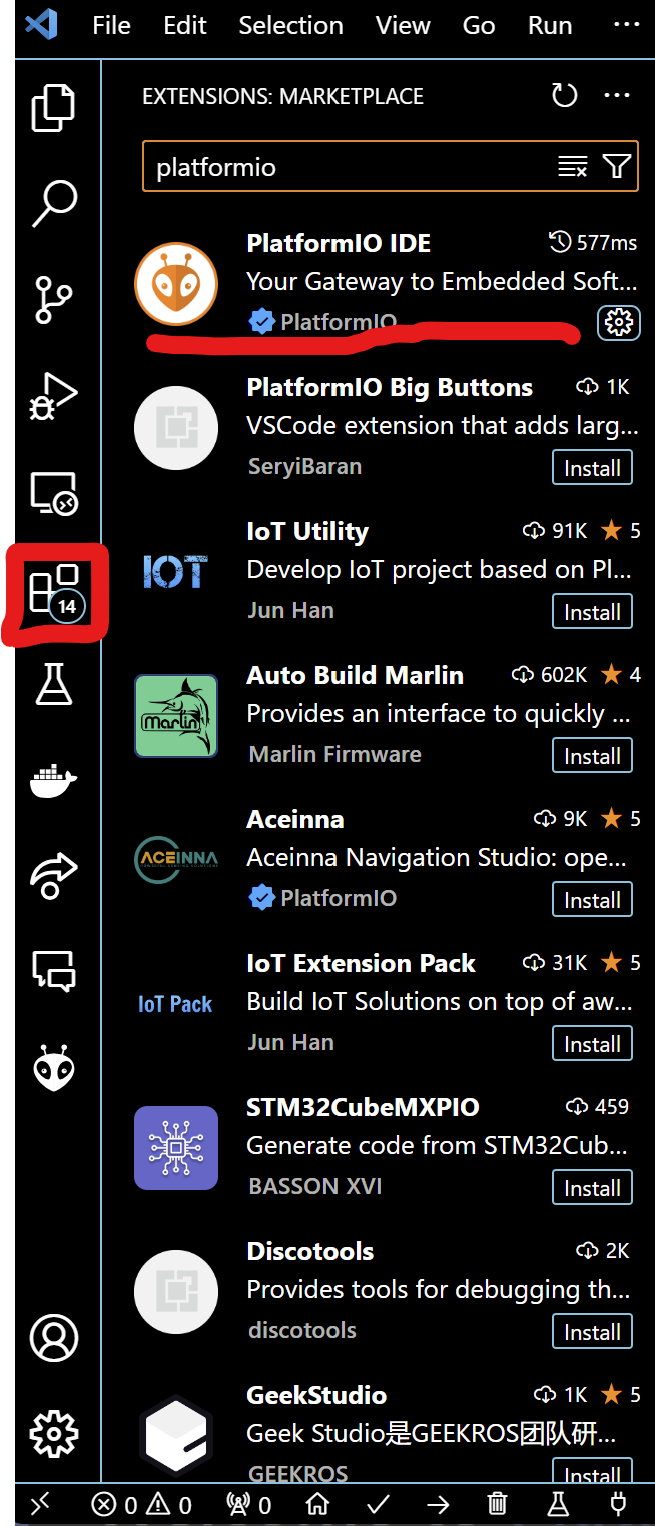 File Edit Selection View Go Run ...
EXTENSIONS: MARKETPLACE
platformio
PlatformIO IDE 577ms
Your Gateway to Embedded Soft...
PlatformIO
PlatformIO Big Buttons 1K
VSCode extension that adds larg...
SeryiBaran Install
IoT Utility 91K 5
IOT
Develop IoT project based on Pl...
Jun Han Install
14
Auto Build Marlin 602K 4
Marlin
Provides an interface to quickly ...
Marlin Firmware Install
Aceinna 9K 5
ACEINNA
Aceinna Navigation Studio: ope...
PlatformIO Install
IoT Extension Pack 31K 5
IoT Pack
Build IoT Solutions on top of aw...
Jun Han Install
STM32CubeMXPIO 459
Generate code from STM32Cub...
BASSON XVI Install
Discotools 2K
Provides tools for debugging th...
discotools Install
GeekStudio 1K 5
Geek Studio是GEEKROS团队研...
GEEKROS Install
0 0 0